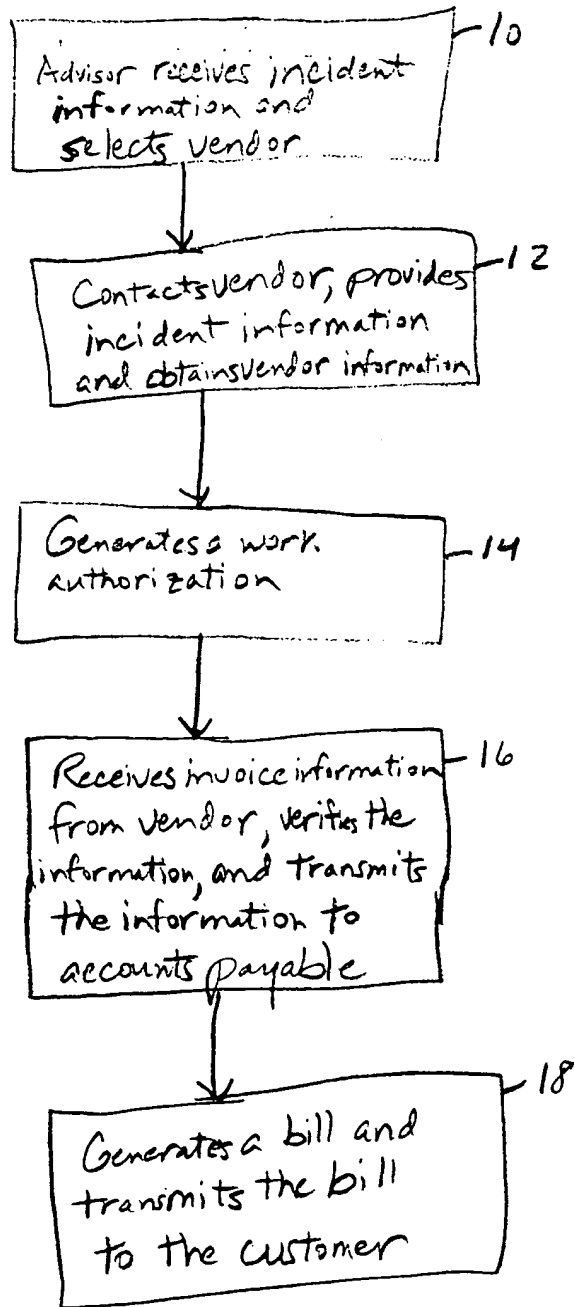 10
Advisor receives incident
information and
selects vendor
12
Contacts vendor, provides
incident information
and obtains vendor information
14
Generates a work
authorization
16
Receives invoice information
from vendor, verifies the
information, and transmits
the information to
accounts payable
18
Generates a bill and
transmits the bill
to the customer